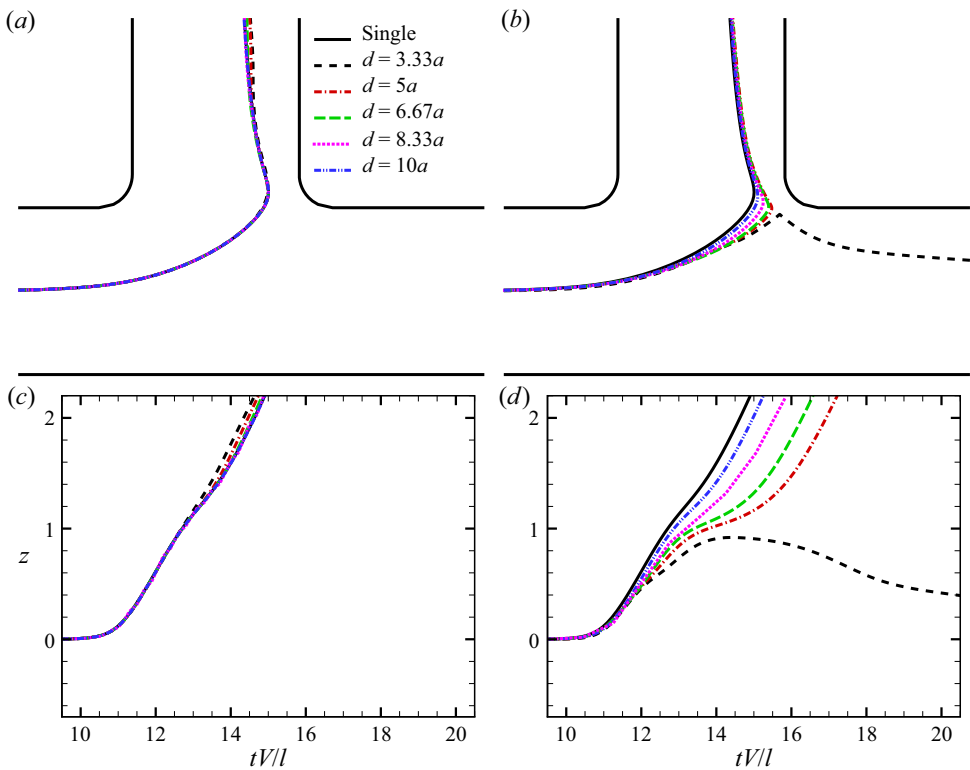 (a)
(b)
Single
d = 3.33a
d = 5a
d = 6.67a
d = 8.33a
d = 10a
(c)
(d)
2
2
1
1
z
0
0
10 12 14 16 18 20
10 12 14 16 18 20
tV/l
tV/l